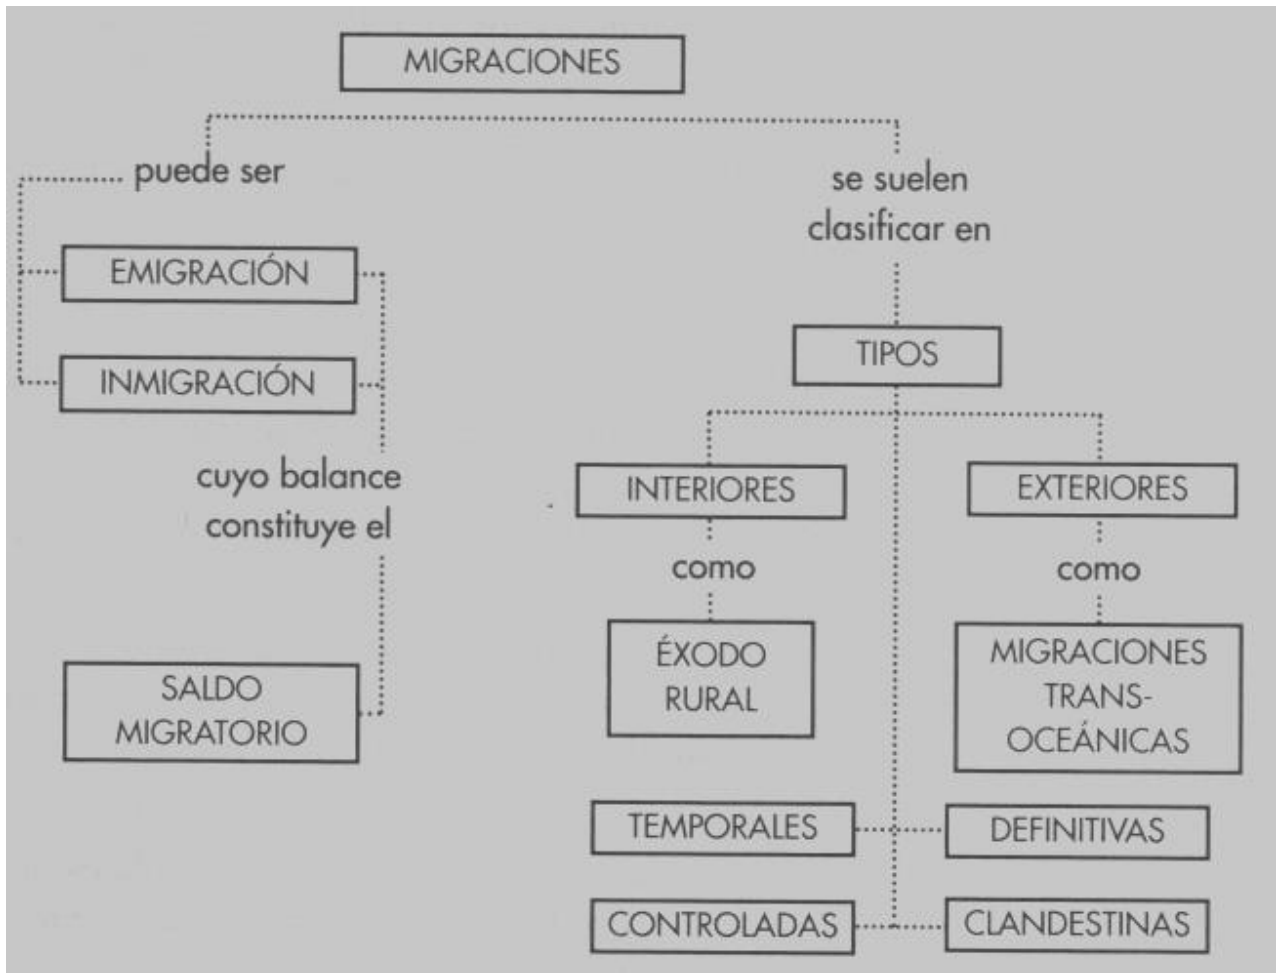 MIGRACIONES
puede ser
se suelen
clasificar en
EMIGRACIÓN
INMIGRACIÓN
cuyo balance
constituye el
SALDO
MIGRATORIO
TIPOS
INTERIORES
EXTERIORES
como
como
ÉXODO
RURAL
MIGRACIONES
TRANS-
OCEÁNICAS
TEMPORALES
DEFINITIVAS
CONTROLADAS
CLANDESTINAS